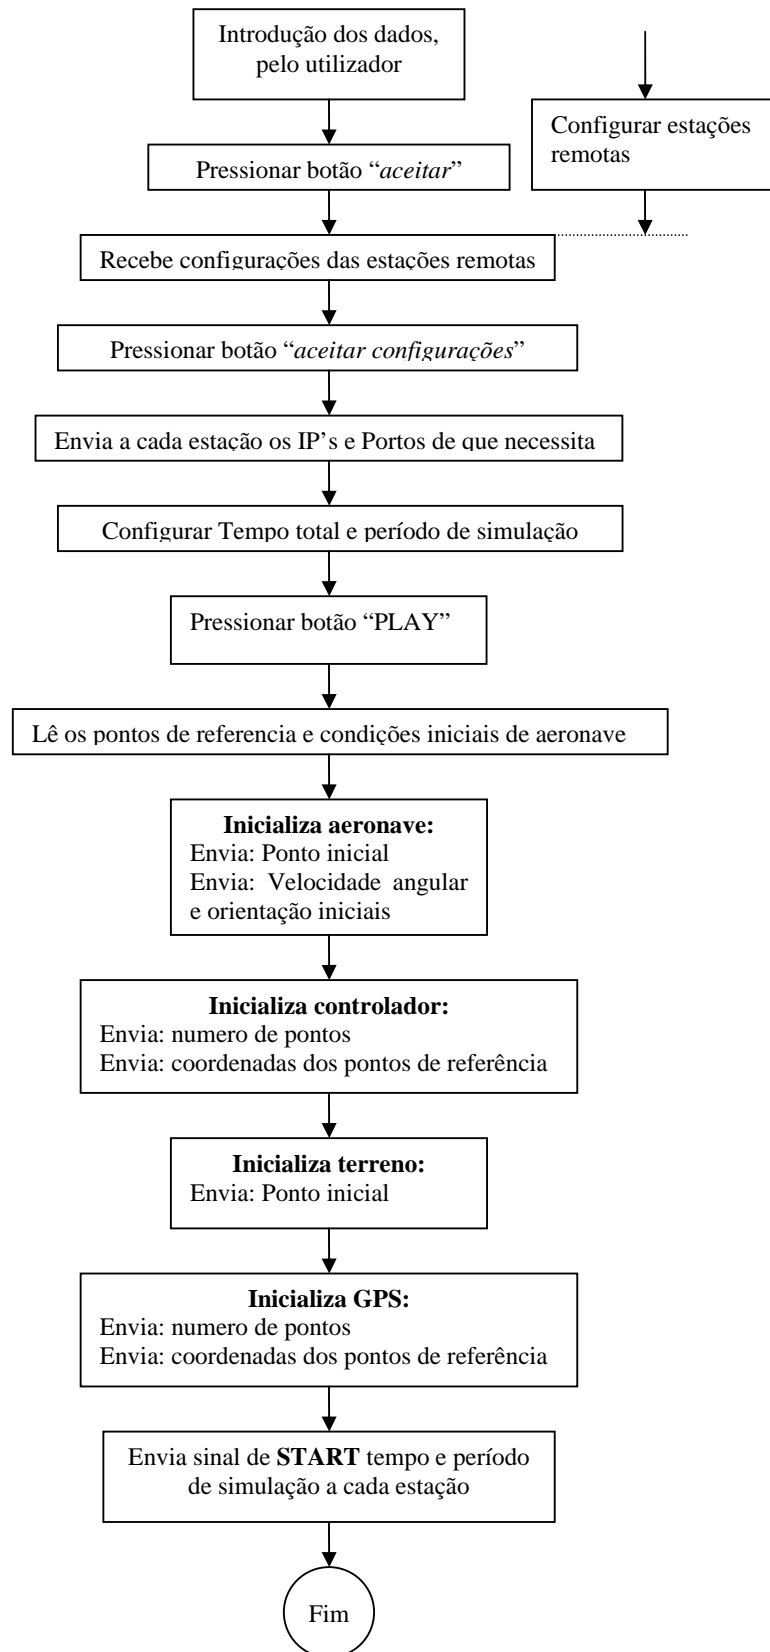 Introdução dos dados,
pelo utilizador
Configurar estações
remotas
Pressionar botão “aceitar”
Recebe configurações das estações remotas
Pressionar botão “aceitar configurações”
Envia a cada estação os IP’s e Portos de que necessita
Configurar Tempo total e período de simulação
Pressionar botão “PLAY”
Lê os pontos de referencia e condições iniciais de aeronave
Inicializa aeronave:
Envia: Ponto inicial
Envia: Velocidade angular
e orientação iniciais
Inicializa controlador:
Envia: numero de pontos
Envia: coordenadas dos pontos de referência
Inicializa terreno:
Envia: Ponto inicial
Inicializa GPS:
Envia: numero de pontos
Envia: coordenadas dos pontos de referência
Envia sinal de START tempo e período
de simulação a cada estação
Fim